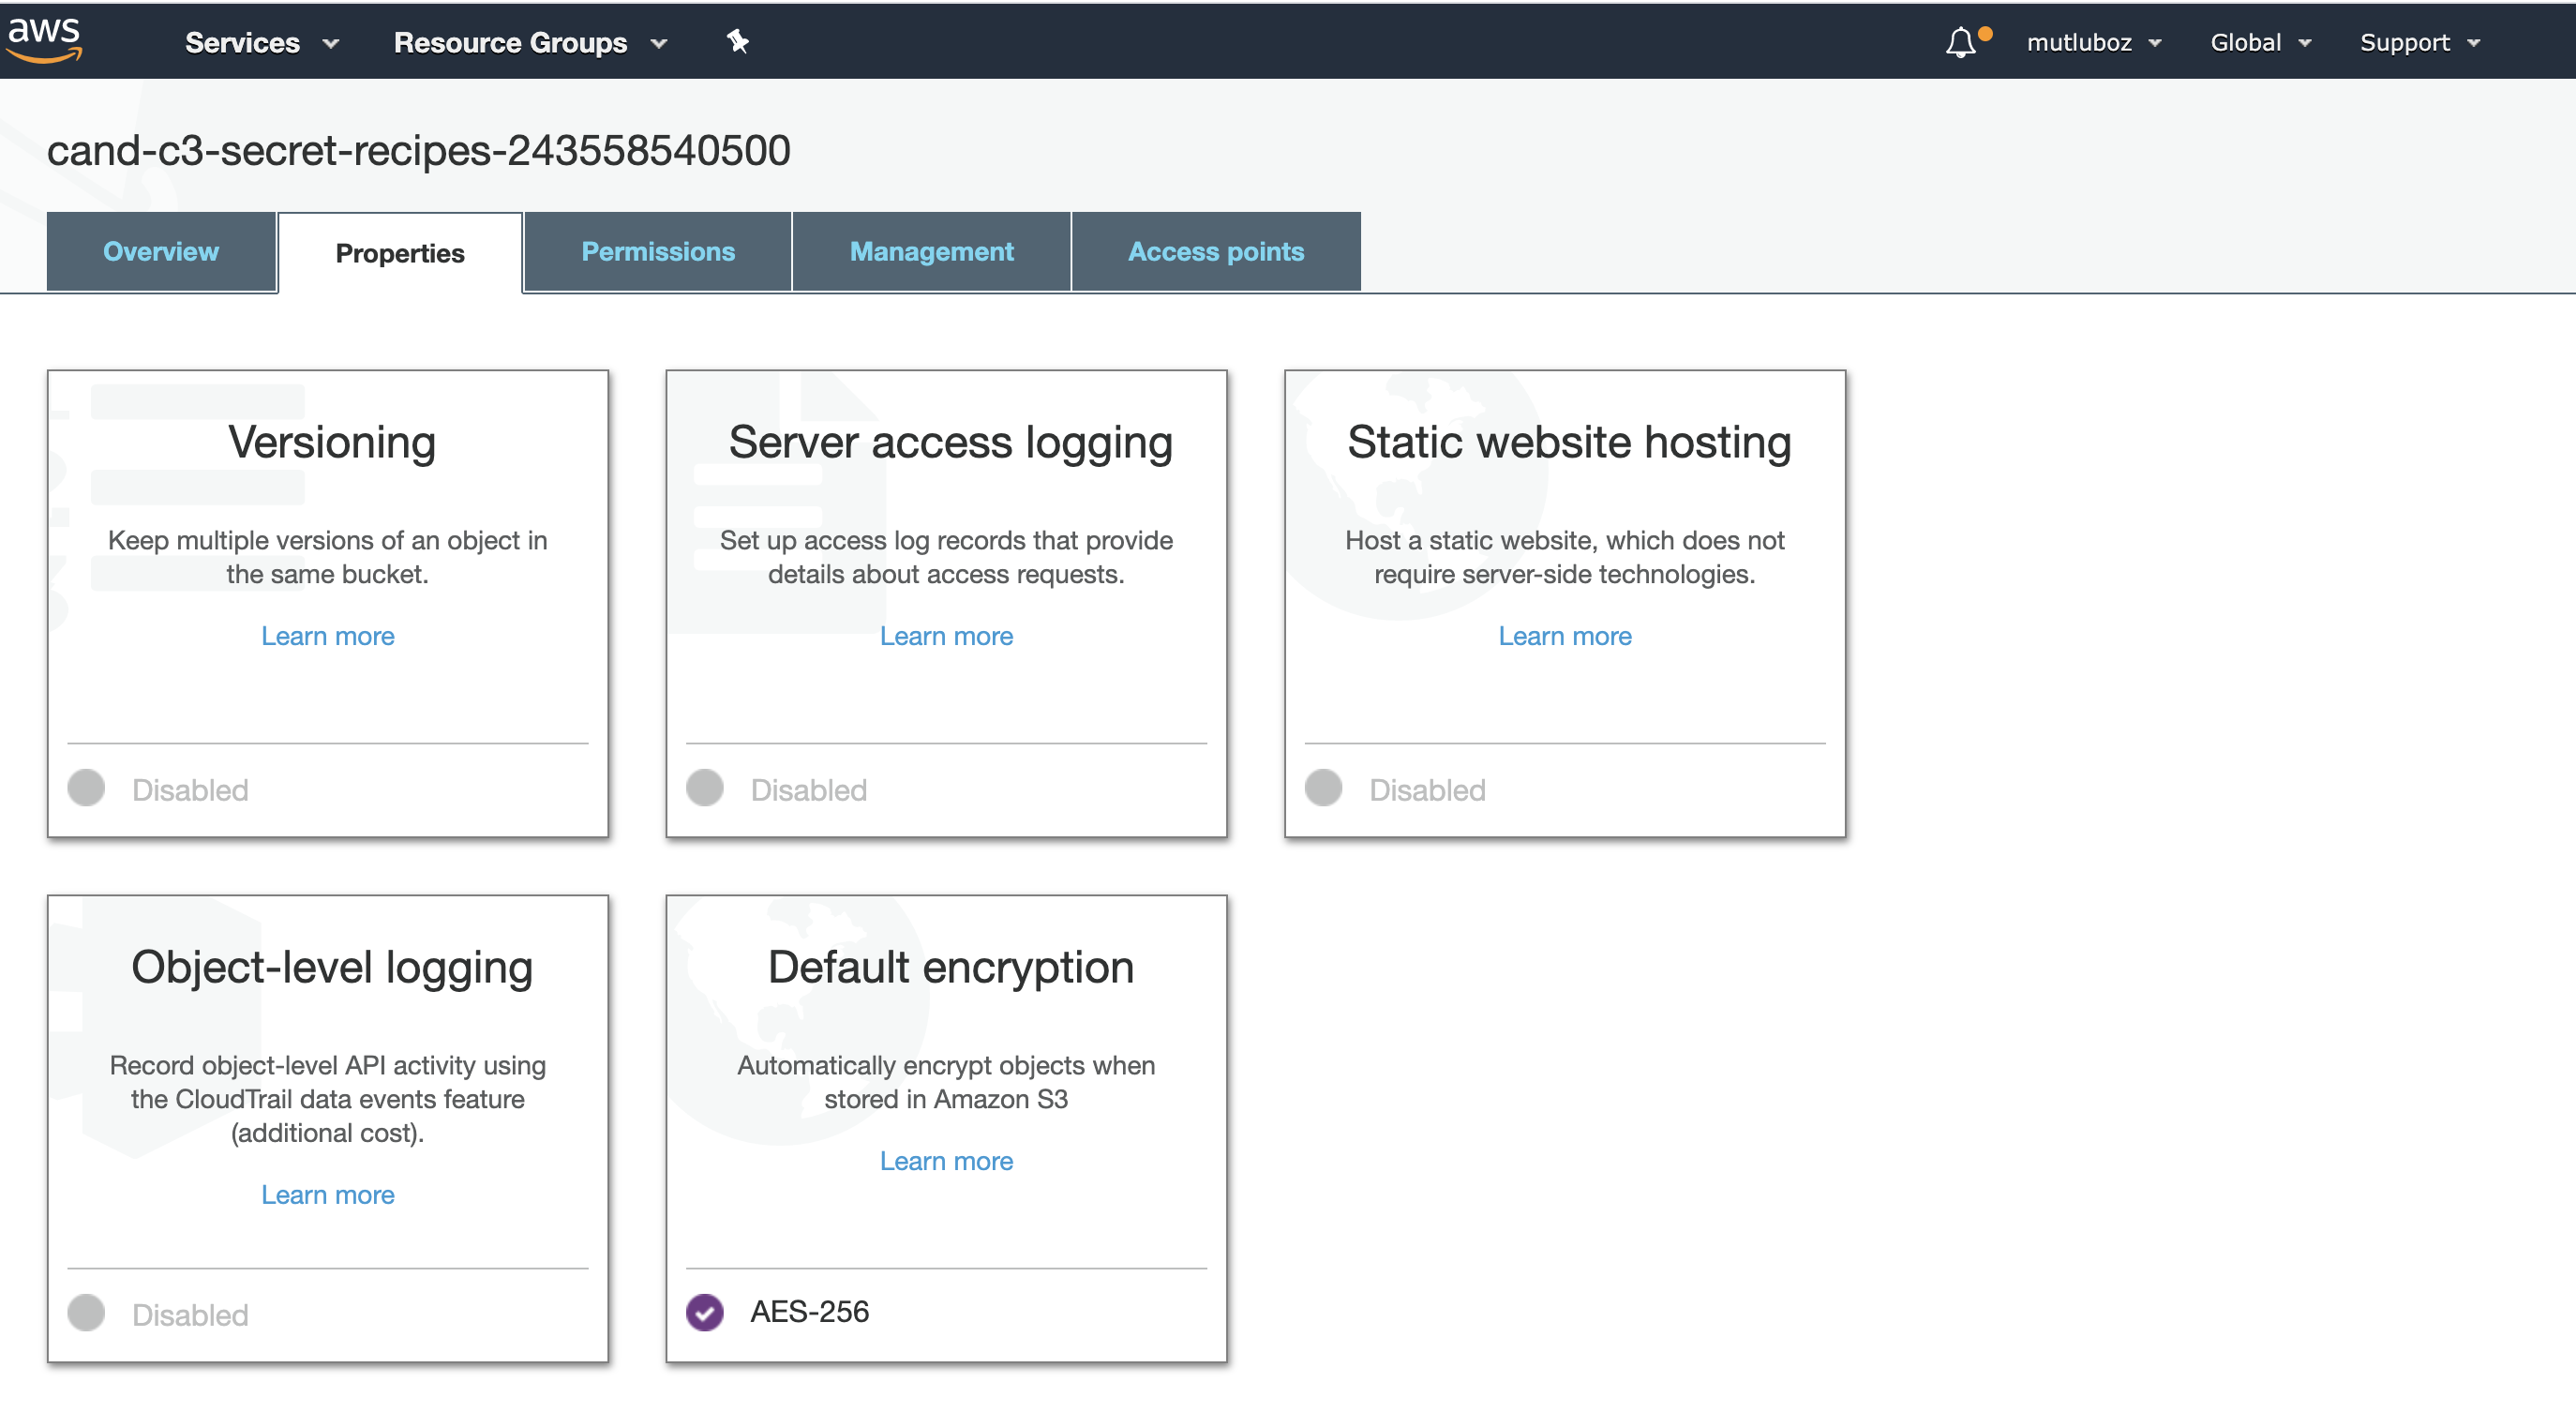 aws
Services
Resource Groups
mutluboz
Global
Support
cand-c3-secret-recipes-243558540500
Overview
Properties
Permissions
Management
Access points
Versioning
Keep multiple versions of an object in
the same bucket.
Learn more
Disabled
Server access logging
Set up access log records that provide
details about access requests.
Learn more
Disabled
Static website hosting
Host a static website, which does not
require server-side technologies.
Learn more
Disabled
Object-level logging
Record object-level API activity using
the CloudTrail data events feature
(additional cost).
Learn more
Disabled
Default encryption
Automatically encrypt objects when
stored in Amazon S3
Learn more
AES-256